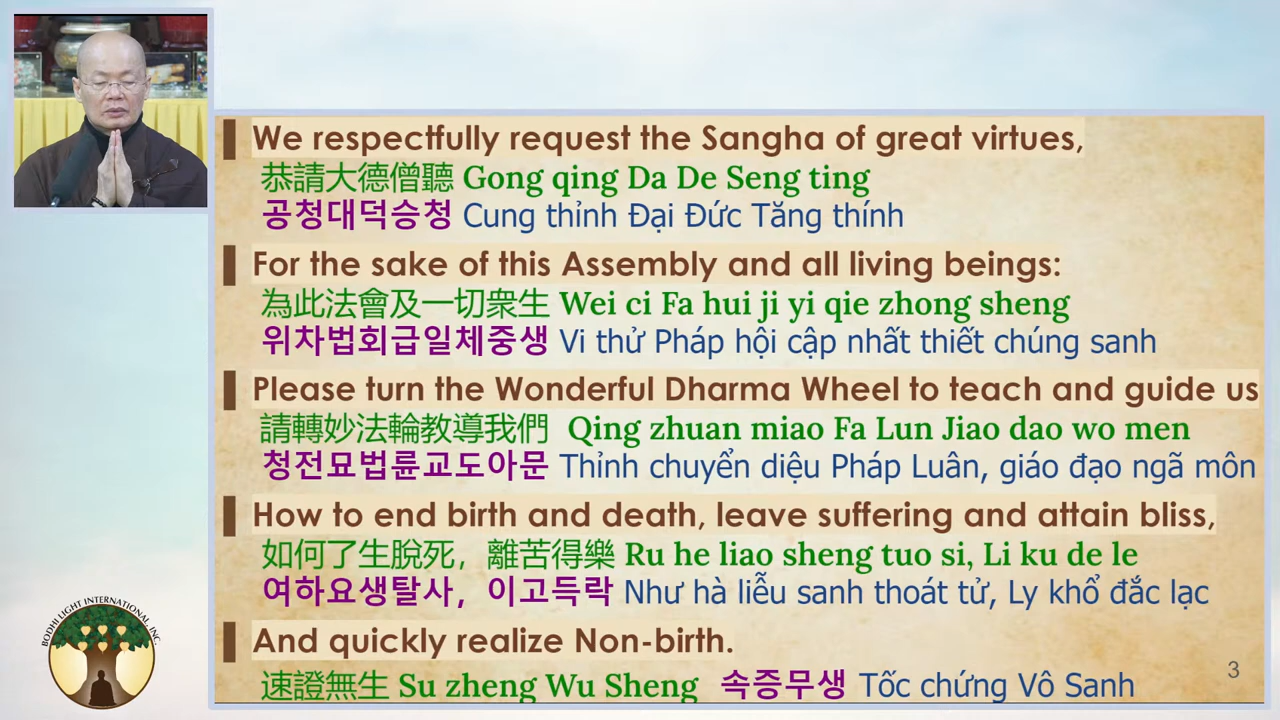 We respectfully request the Sangha of great virtues,
恭請大德僧聽 Gong qing Da De Seng ting
공청대덕승청 Cung thỉnh Đại Đức Tăng thính
For the sake of this Assembly and all living beings:
為此法會及一切衆生 Wei ci Fa hui ji yi qie zhong sheng
위차법회급일체중생 Vi thử Pháp hội cập nhất thiết chúng sanh
Please turn the Wonderful Dharma Wheel to teach and guide us
請轉妙法輪教導我們 Qing zhuan miao Fa Lun Jiao dao wo men
청전묘법륜교도아문 Thỉnh chuyển diệu Pháp Luân, giáo đạo ngã môn
How to end birth and death, leave suffering and attain bliss,
如何了生脫死，離苦得樂 Ru he liao sheng tuo si, Li ku de le
여하요생탈사, 이고득락 Như hà liễu sanh thoát tử, Ly khổ đắc lạc
And quickly realize Non-birth.
速證無生 Su zheng Wu Sheng 속증무생 Tốc chứng Vô Sanh
3
BODHI LIGHT INTERNATIONAL, INC.